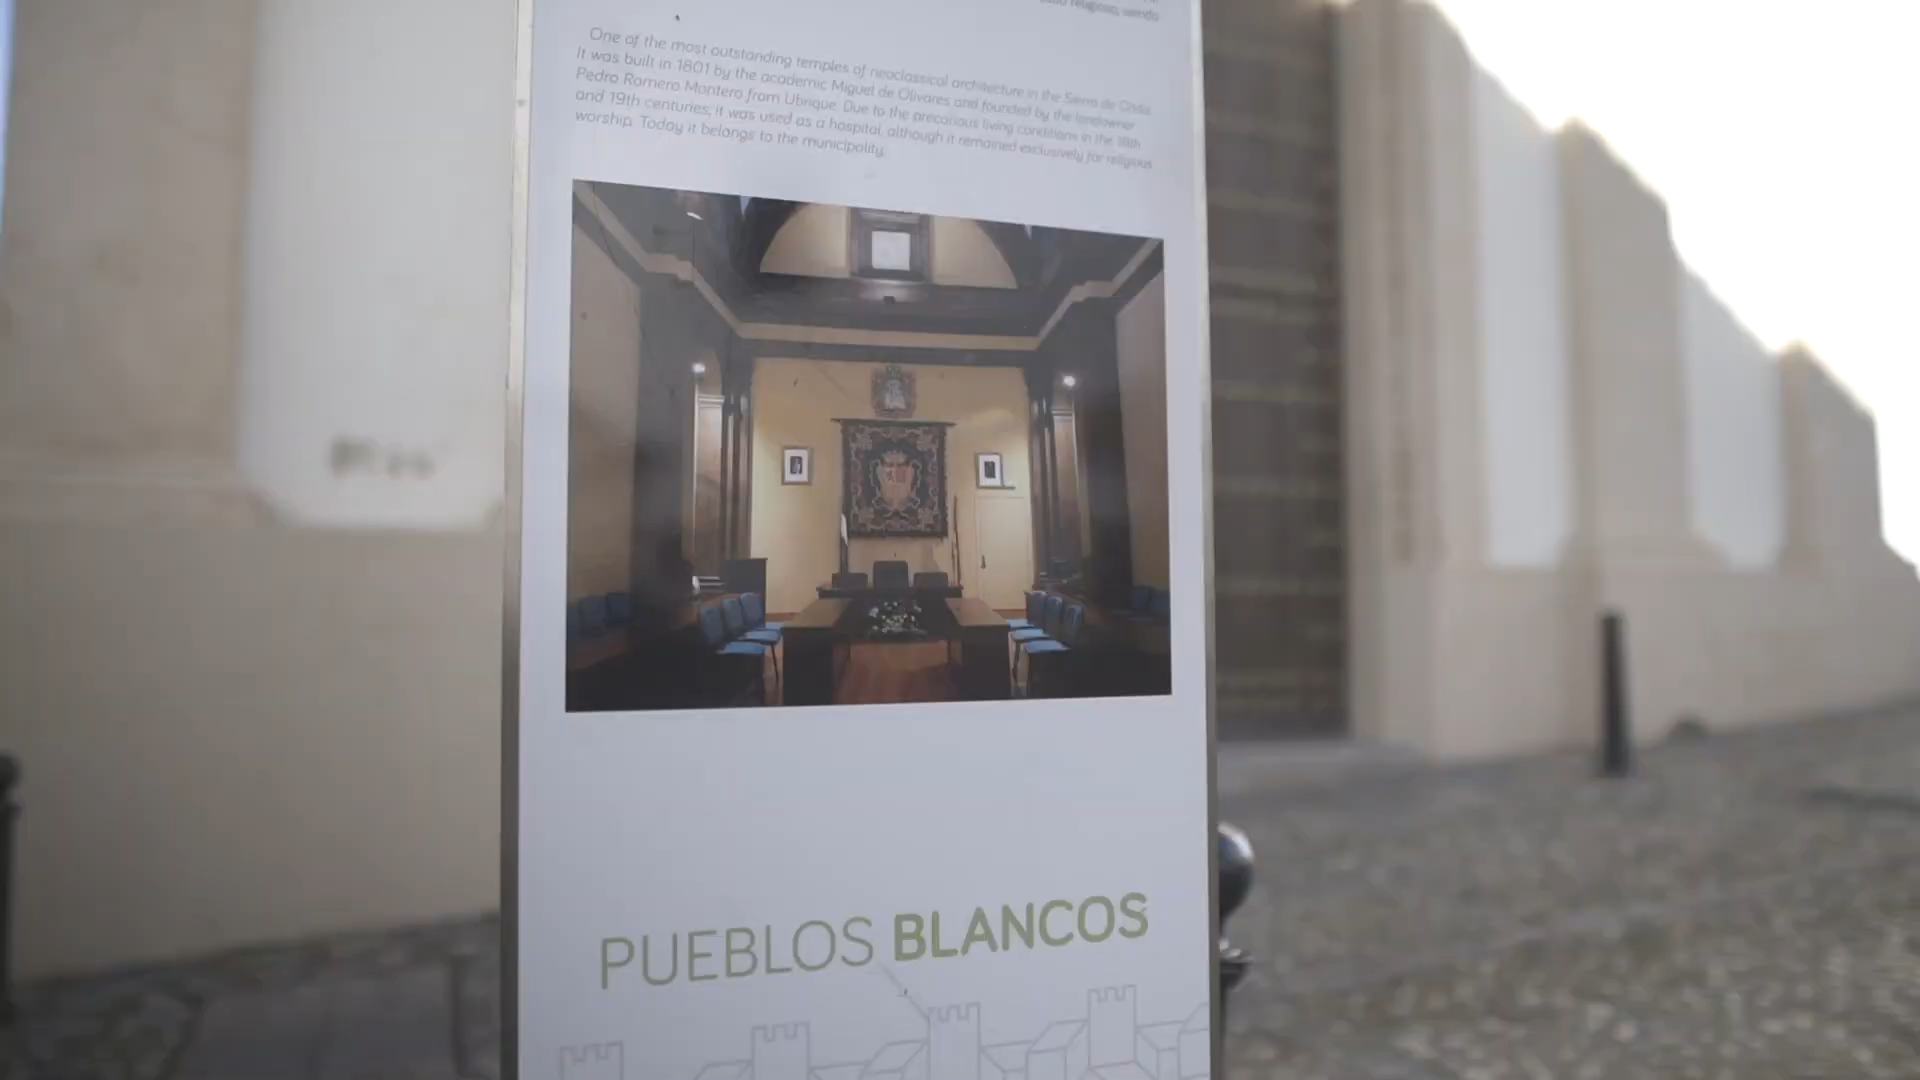 religioso, siendo
One of the most outstanding temples of neoclassical architecture in the Sierra de Cádiz.
It was built in 1801 by the academic Miguel de Olivares and founded by the landowner
Pedro Romero Montero from Ubrique. Due to the precarious living conditions in the 18th
and 19th centuries, it was used as a hospital, although it remained exclusively for religious
worship. Today it belongs to the municipality.
PUEBLOS BLANCOS